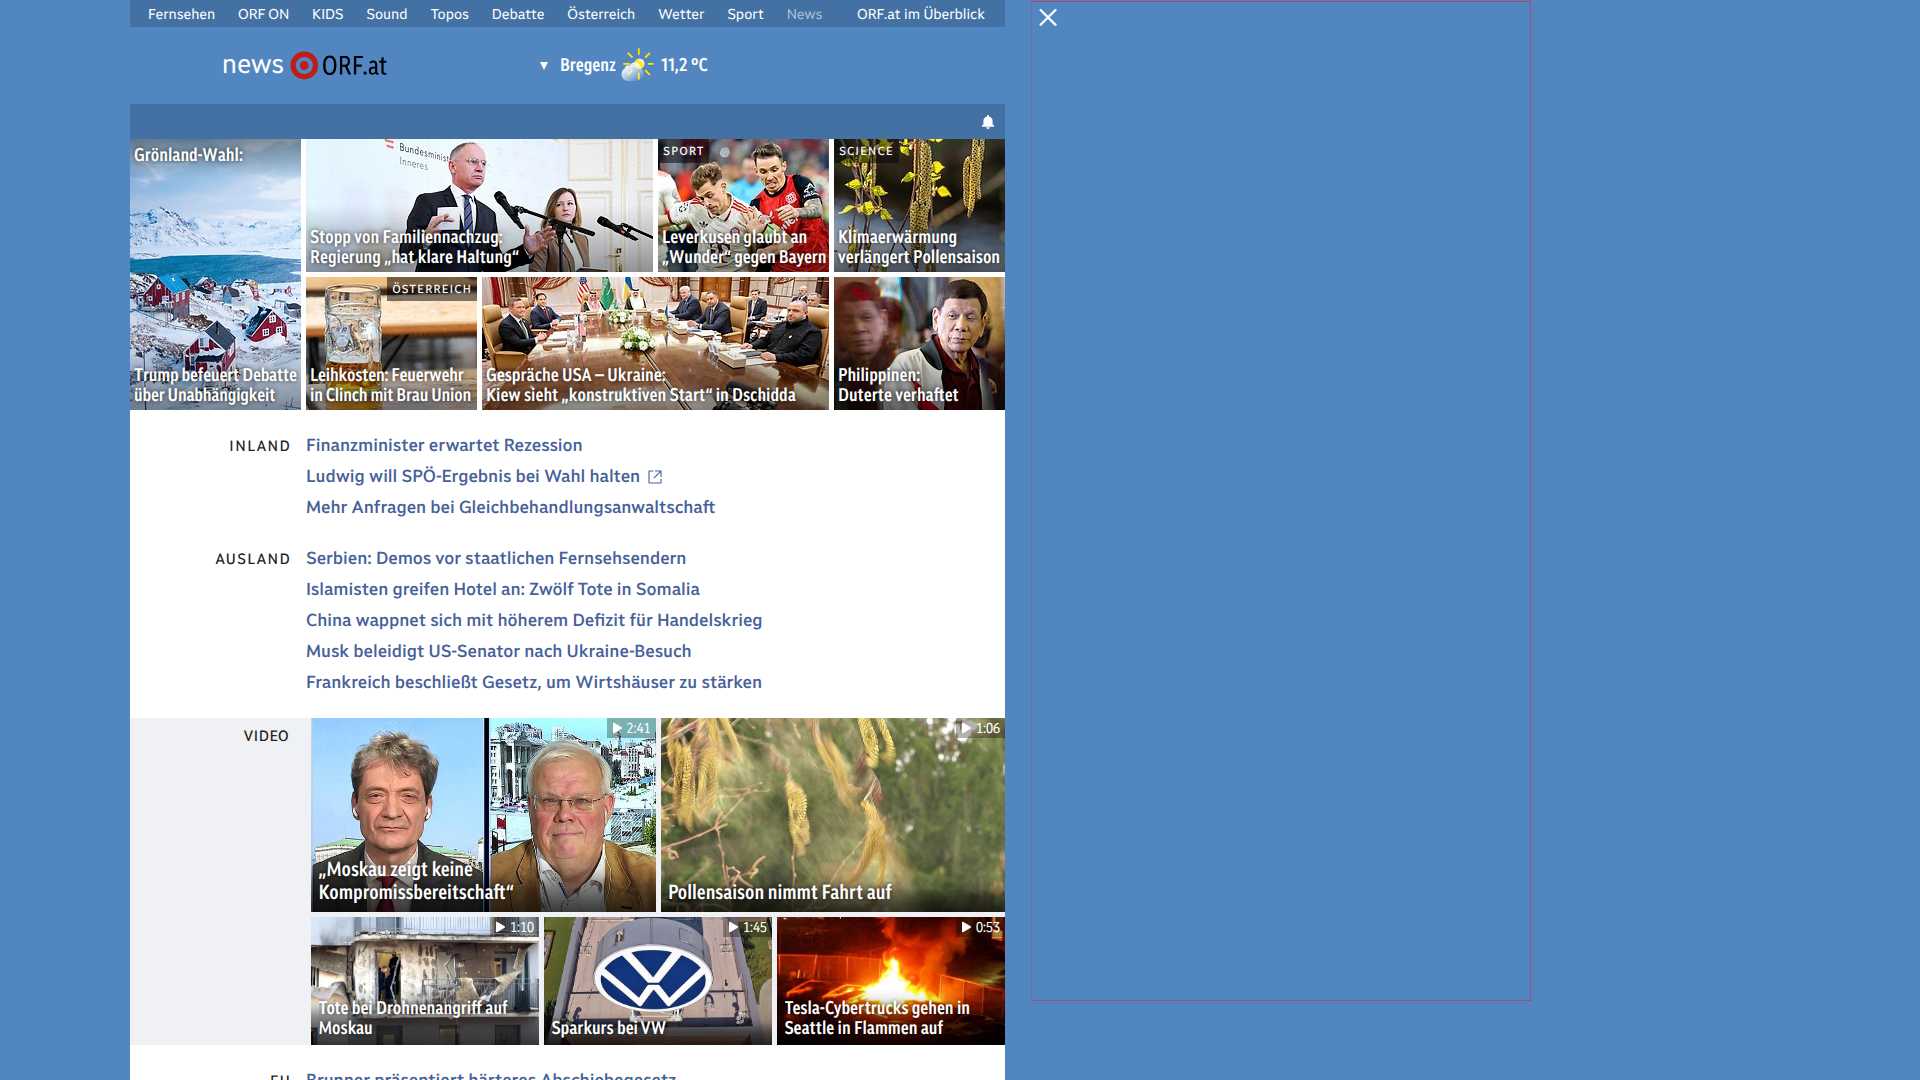 Fernsehen ORF ON KIDS Sound Topos Debatte Österreich Wetter Sport News ORF.at im Überblick
news ORF.at
Bregenz 11,2 °C
Grönland-Wahl:
Trump befeuert Debatte
über Unabhängigkeit
Bundesminist
Inneres
Stopp von Familiennachzug:
Regierung „hat klare Haltung“
SPORT
Leverkusen glaubt an
„Wunder“ gegen Bayern
SCIENCE
Klimaerwärmung
verlängert Pollensaison
ÖSTERREICH
Leihkosten: Feuerwehr
in Clinch mit Brau Union
Gespräche USA – Ukraine:
Kiew sieht „konstruktiven Start“ in Dschidda
Philippinen:
Duterte verhaftet
INLAND
Finanzminister erwartet Rezession
Ludwig will SPÖ-Ergebnis bei Wahl halten
Mehr Anfragen bei Gleichbehandlungsanwaltschaft
AUSLAND
Serbien: Demos vor staatlichen Fernsehsendern
Islamisten greifen Hotel an: Zwölf Tote in Somalia
China wappnet sich mit höherem Defizit für Handelskrieg
Musk beleidigt US-Senator nach Ukraine-Besuch
Frankreich beschließt Gesetz, um Wirtshäuser zu stärken
VIDEO
2:41
„Moskau zeigt keine
Kompromissbereitschaft“
1:06
Pollensaison nimmt Fahrt auf
1:10
Tote bei Drohnenangriff auf
Moskau
1:45
Sparkurs bei VW
0:53
Tesla-Cybertrucks gehen in
Seattle in Flammen auf
EU
Brunner präsentiert härteres Abschiebegesetz